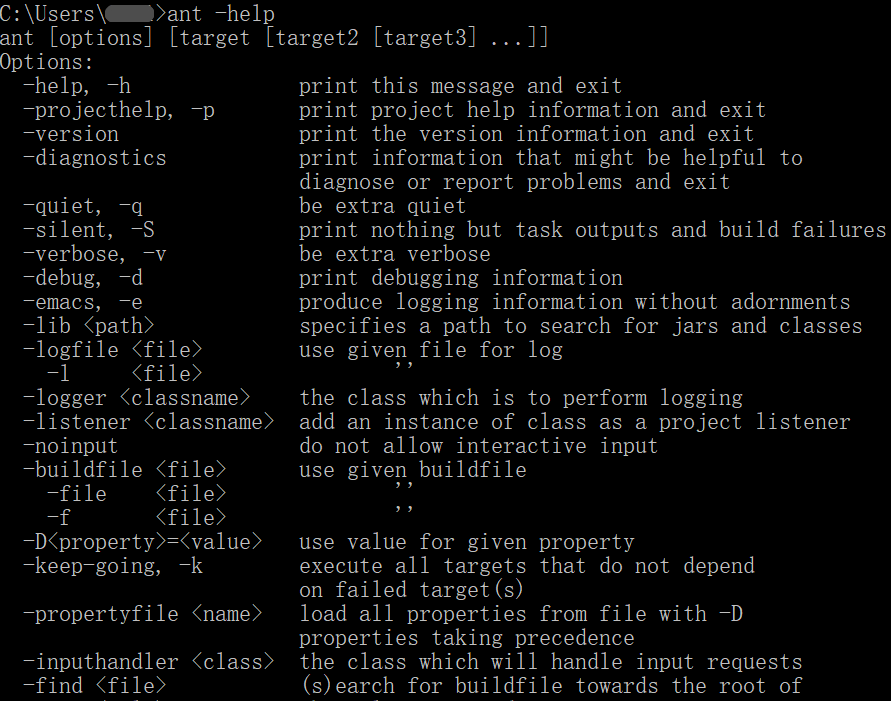 C:\Users\>ant -help
ant [options] [target [target2 [target3] ...]]
Options:
  -help, -h              print this message and exit
  -projecthelp, -p       print project help information and exit
  -version               print the version information and exit
  -diagnostics           print information that might be helpful to
                         diagnose or report problems and exit
  -quiet, -q             be extra quiet
  -silent, -S            print nothing but task outputs and build failures
  -verbose, -v           be extra verbose
  -debug, -d             print debugging information
  -emacs, -e             produce logging information without adornments
  -lib <path>            specifies a path to search for jars and classes
  -logfile <file>        use given file for log
    -l     <file>                ''
  -logger <classname>    the class which is to perform logging
  -listener <classname>  add an instance of class as a project listener
  -noinput               do not allow interactive input
  -buildfile <file>      use given buildfile
    -file    <file>              ''
    -f       <file>              ''
  -D<property>=<value>   use value for given property
  -keep-going, -k        execute all targets that do not depend
                         on failed target(s)
  -propertyfile <name>   load all properties from file with -D
                         properties taking precedence
  -inputhandler <class>  the class which will handle input requests
  -find <file>           (s)earch for buildfile towards the root of